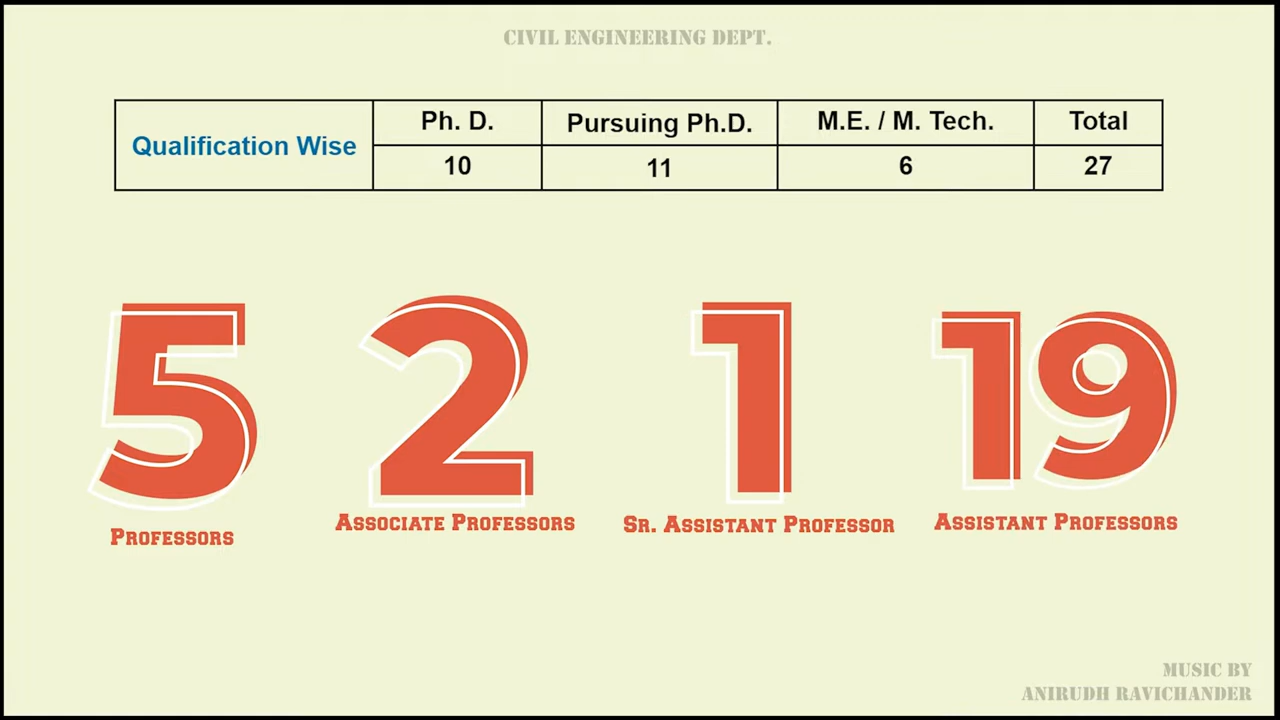 CIVIL ENGINEERING DEPT.
Qualification Wise
Ph. D. Pursuing Ph.D. M.E. / M. Tech. Total
10 11 6 27
5 2 1 19
Professors Associate Professors Sr. Assistant Professor Assistant Professors
MUSIC BY
ANIRUDH RAVICHANDER